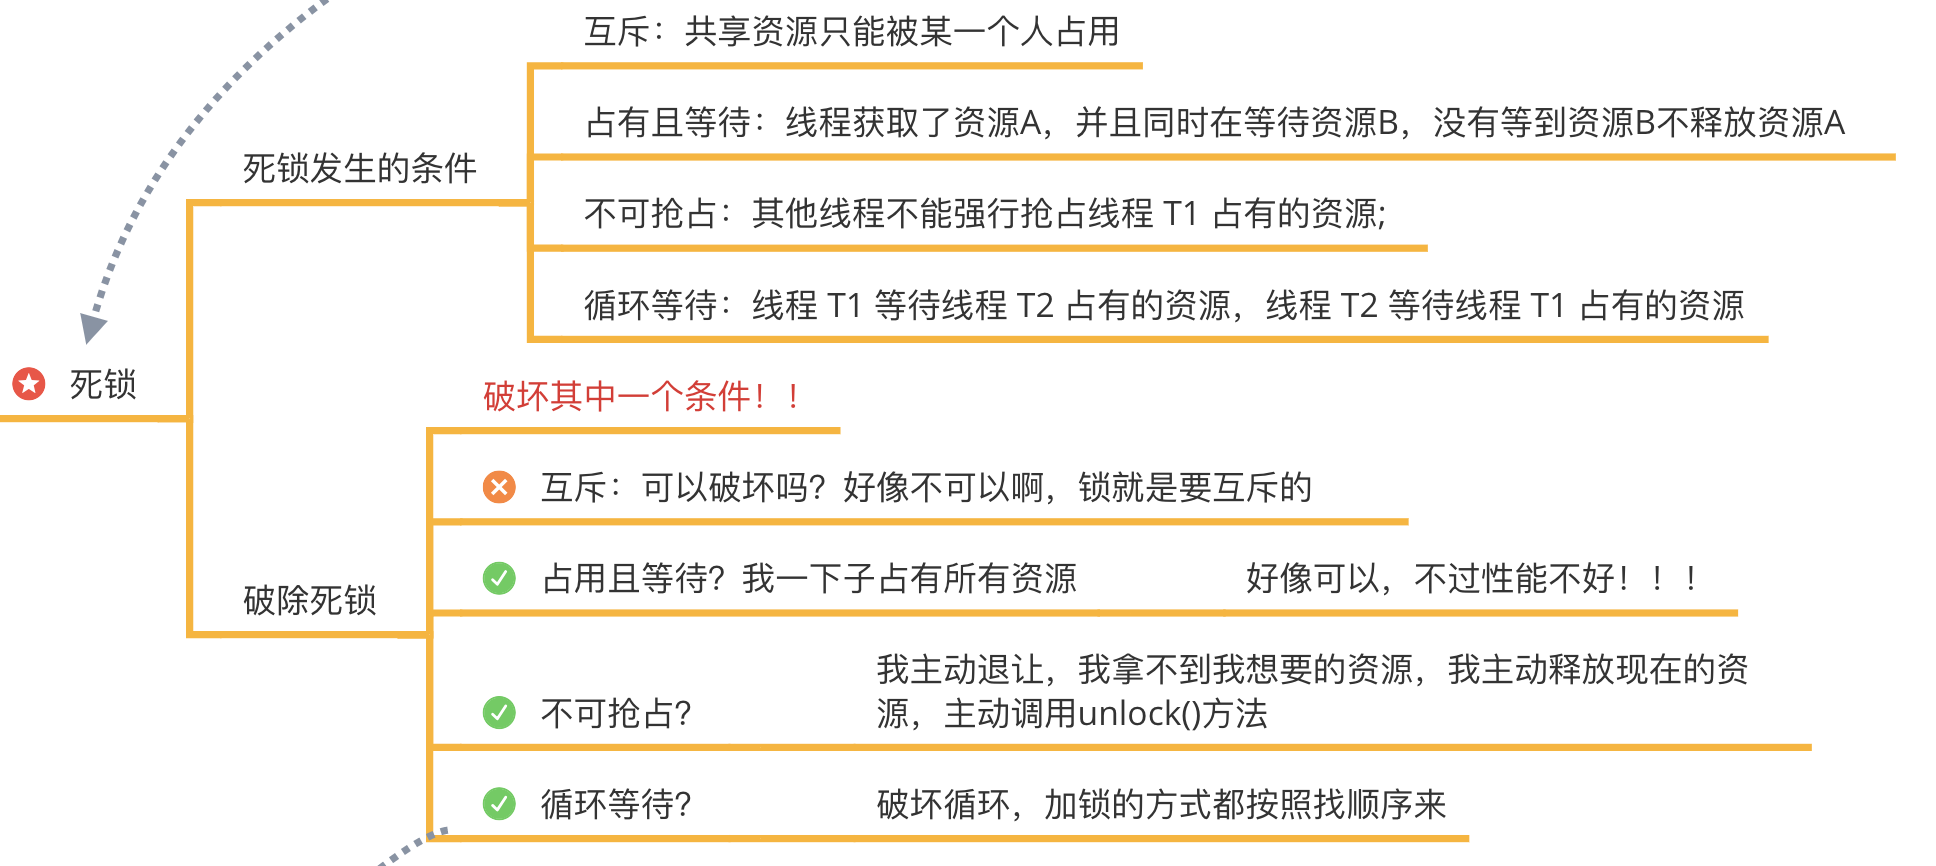 互斥：共享资源只能被某一个人占用
占有且等待：线程获取了资源A，并且同时在等待资源B，没有等到资源B不释放资源A
死锁发生的条件
不可抢占：其他线程不能强行抢占线程 T1 占有的资源;
循环等待：线程 T1 等待线程 T2 占有的资源，线程 T2 等待线程 T1 占有的资源
死锁
破坏其中一个条件！！
互斥：可以破坏吗？好像不可以啊，锁就是要互斥的
占用且等待？我一下子占有所有资源
好像可以，不过性能不好！！！
破除死锁
不可抢占？
我主动退让，我拿不到我想要的资源，我主动释放现在的资
源，主动调用unlock()方法
循环等待？
破坏循环，加锁的方式都按照找顺序来